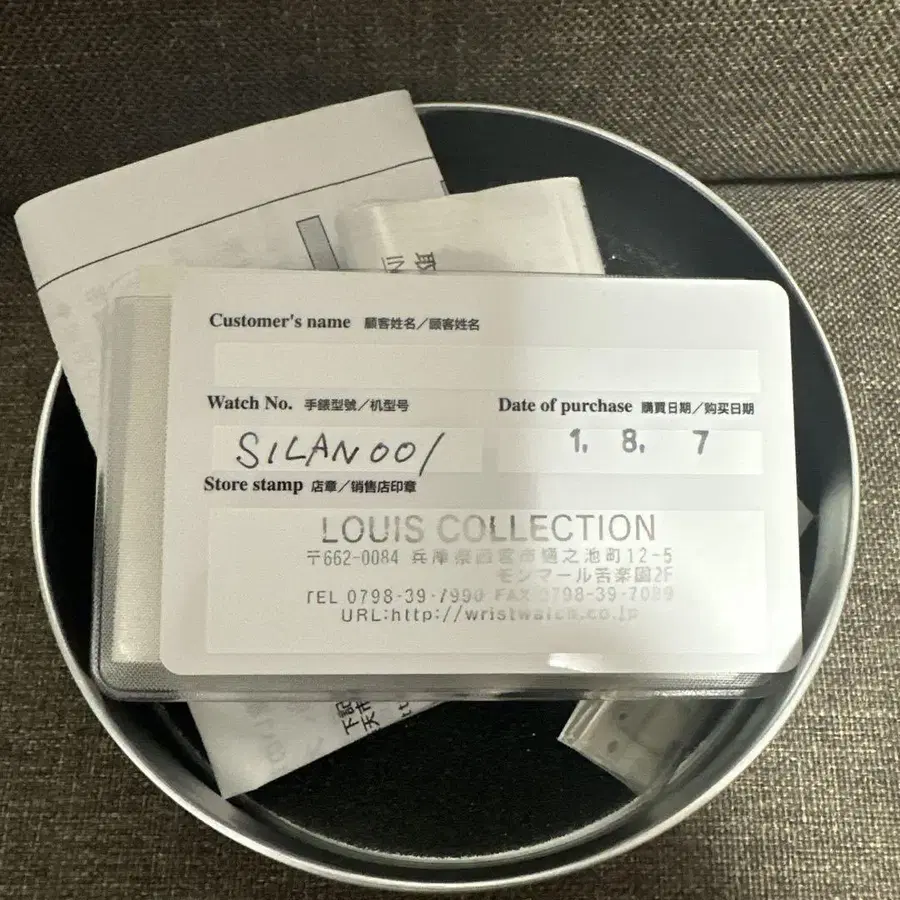 Customer's name 顧客姓名／顾客姓名
Watch No. 手錶型號／机型号
Date of purchase 購買日期／购买日期
SILAN001
1, 8, 7
Store stamp 店章／销售店印章
LOUIS COLLECTION
〒662-0084 兵庫県西宮市樋之池町12-5
モンマール苦楽園2F
TEL 0798-39-7990 FAX 0798-39-7089
URL:http://wristwatch.co.jp
下記
天市